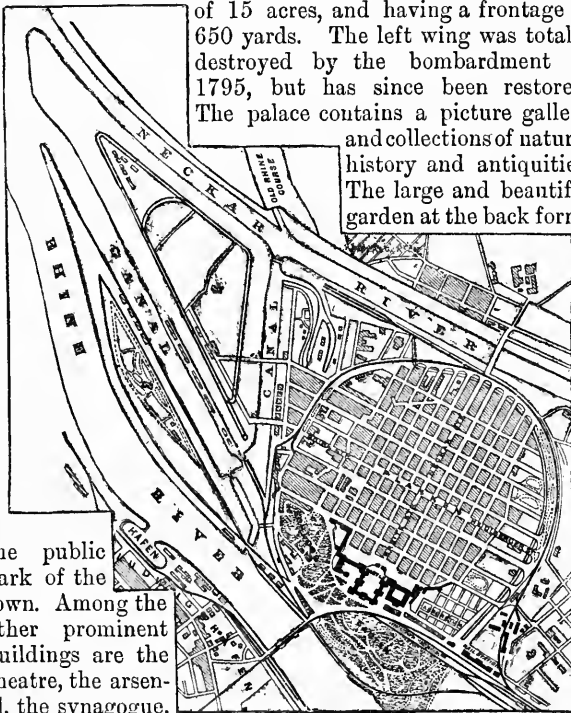 of 15 acres, and having a frontage
650 yards. The left wing was total
destroyed by the bombardment
1795, but has since been restore
The palace contains a picture galle
and collections of natur
history and antiquitie
The large and beautif
garden at the back for
NECKAR
OLD RHINE
COURSE
RIVER
RHINE
CANAL
CANAL
RIVER
HAFEN
ne public
ark of the
own. Among the
ther prominent
uildings are the
heatre, the arsen-
l, the synagogue,